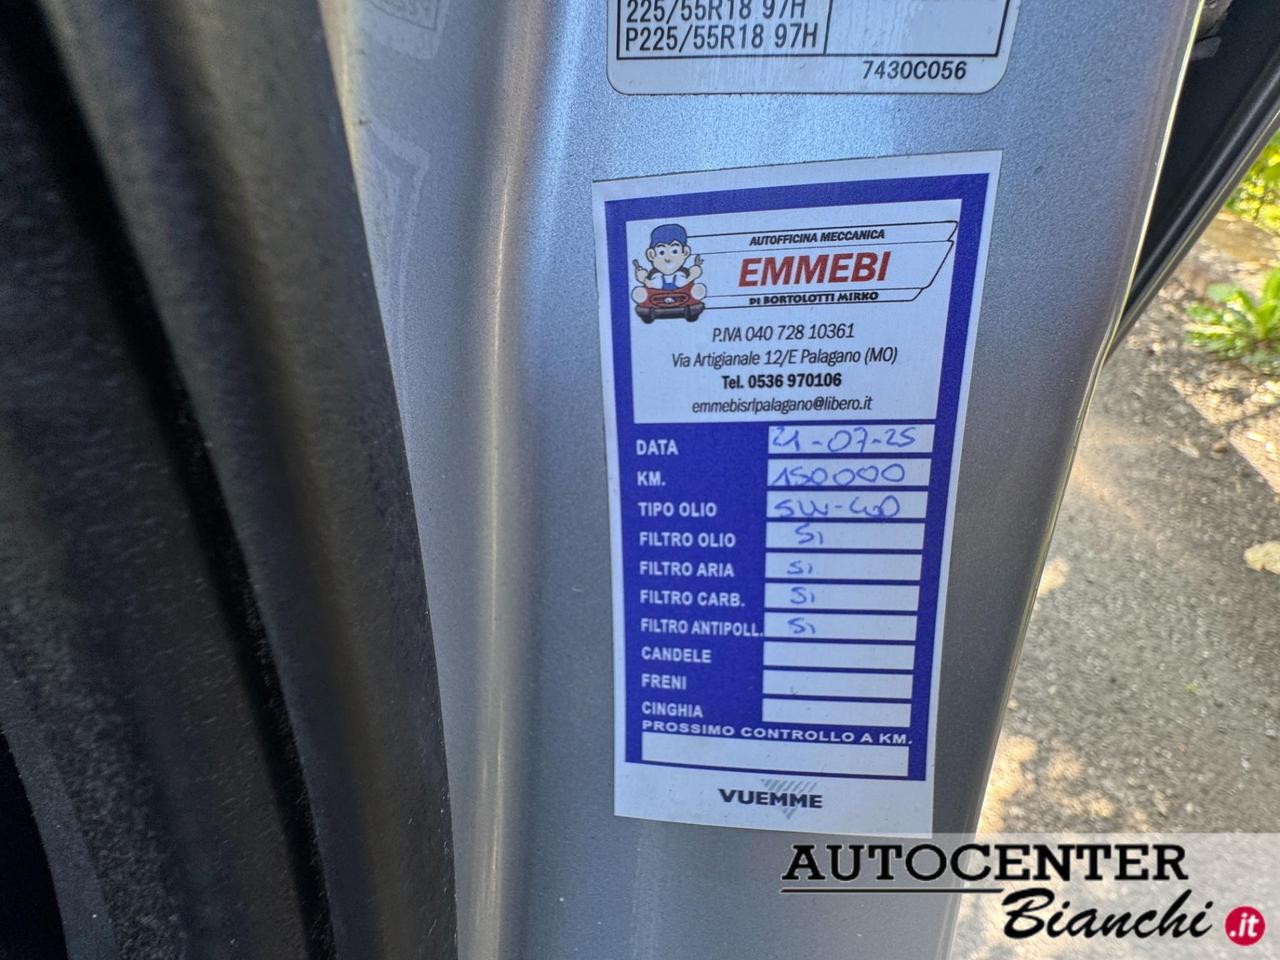 225/55R18 97H
P225/55R18 97H
7430C056
AUTOFFICINA MECCANICA
EMMEBI
DI BORTOLOTTI MIRKO
P.IVA 040 728 10361
Via Artigianale 12/E Palagano (MO)
Tel. 0536 970106
emmebisrlpalagano@libero.it
DATA 21-07-25
KM. 150000
TIPO OLIO 5W-40
FILTRO OLIO Si
FILTRO ARIA Si
FILTRO CARB. Si
FILTRO ANTIPOLL. Si
CANDELE
FRENI
CINGHIA
PROSSIMO CONTROLLO A KM.
VUEMME
AUTOCENTER
Bianchi.it